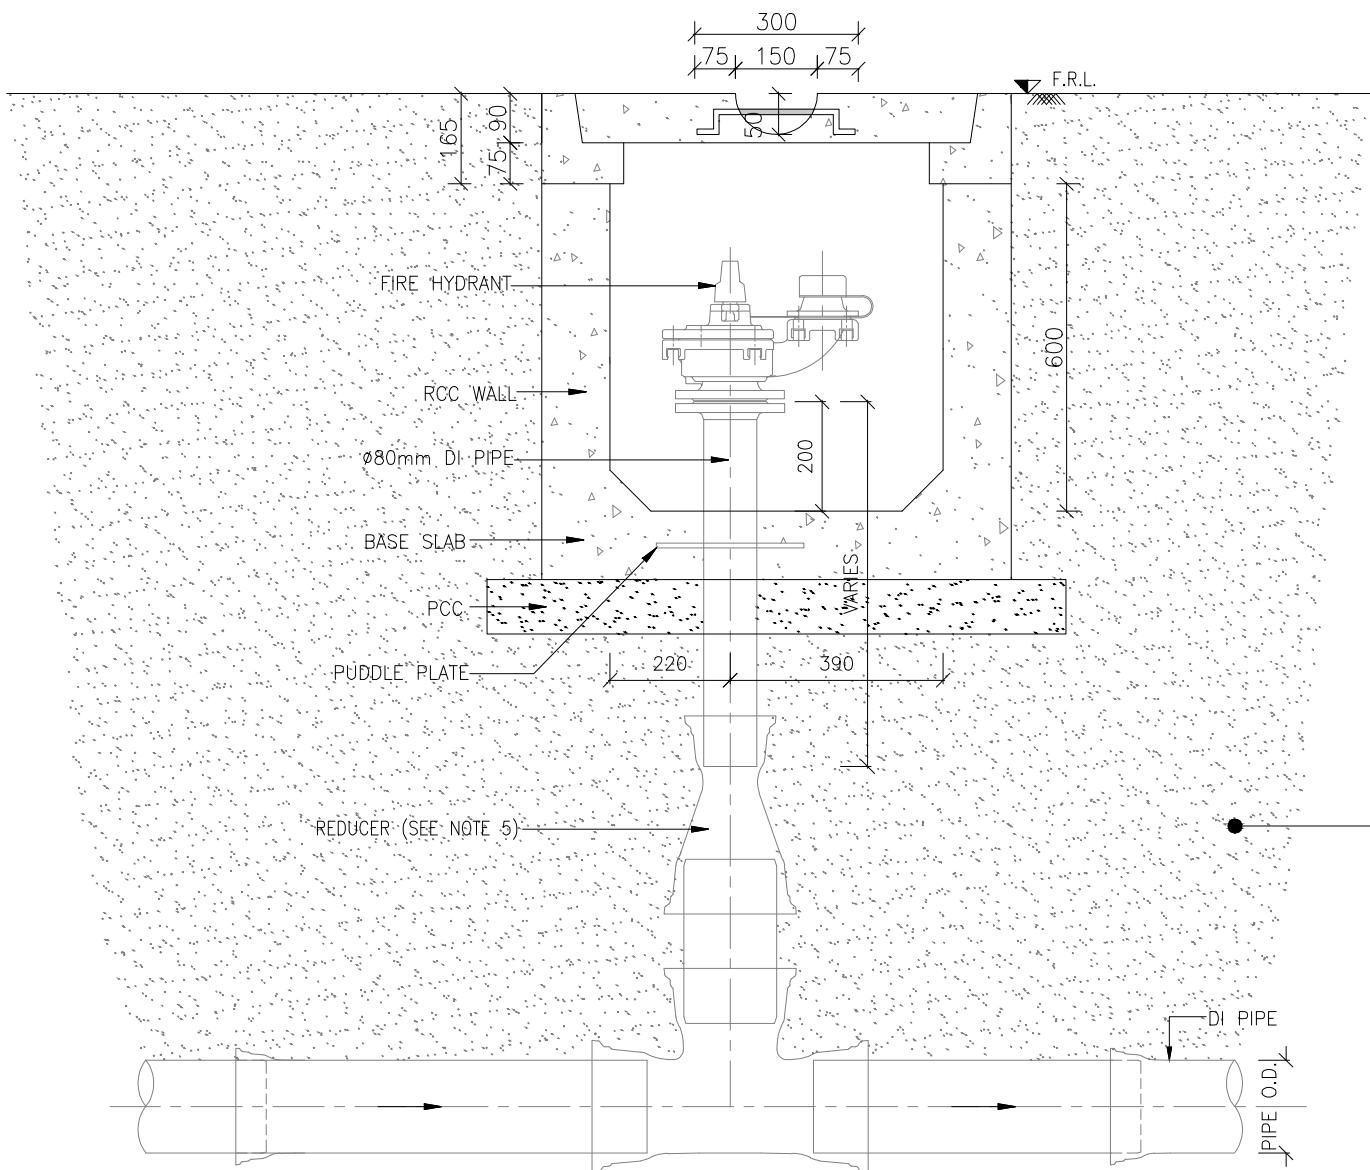 300
75 150 75
F.R.L.
50
165
90
75
FIRE HYDRANT
600
RCC WALL
200
Ø80mm DI PIPE
BASE SLAB
VARIES
PCC
220 390
PUDDLE PLATE
REDUCER (SEE NOTE 5)
DI PIPE
PIPE O.D.